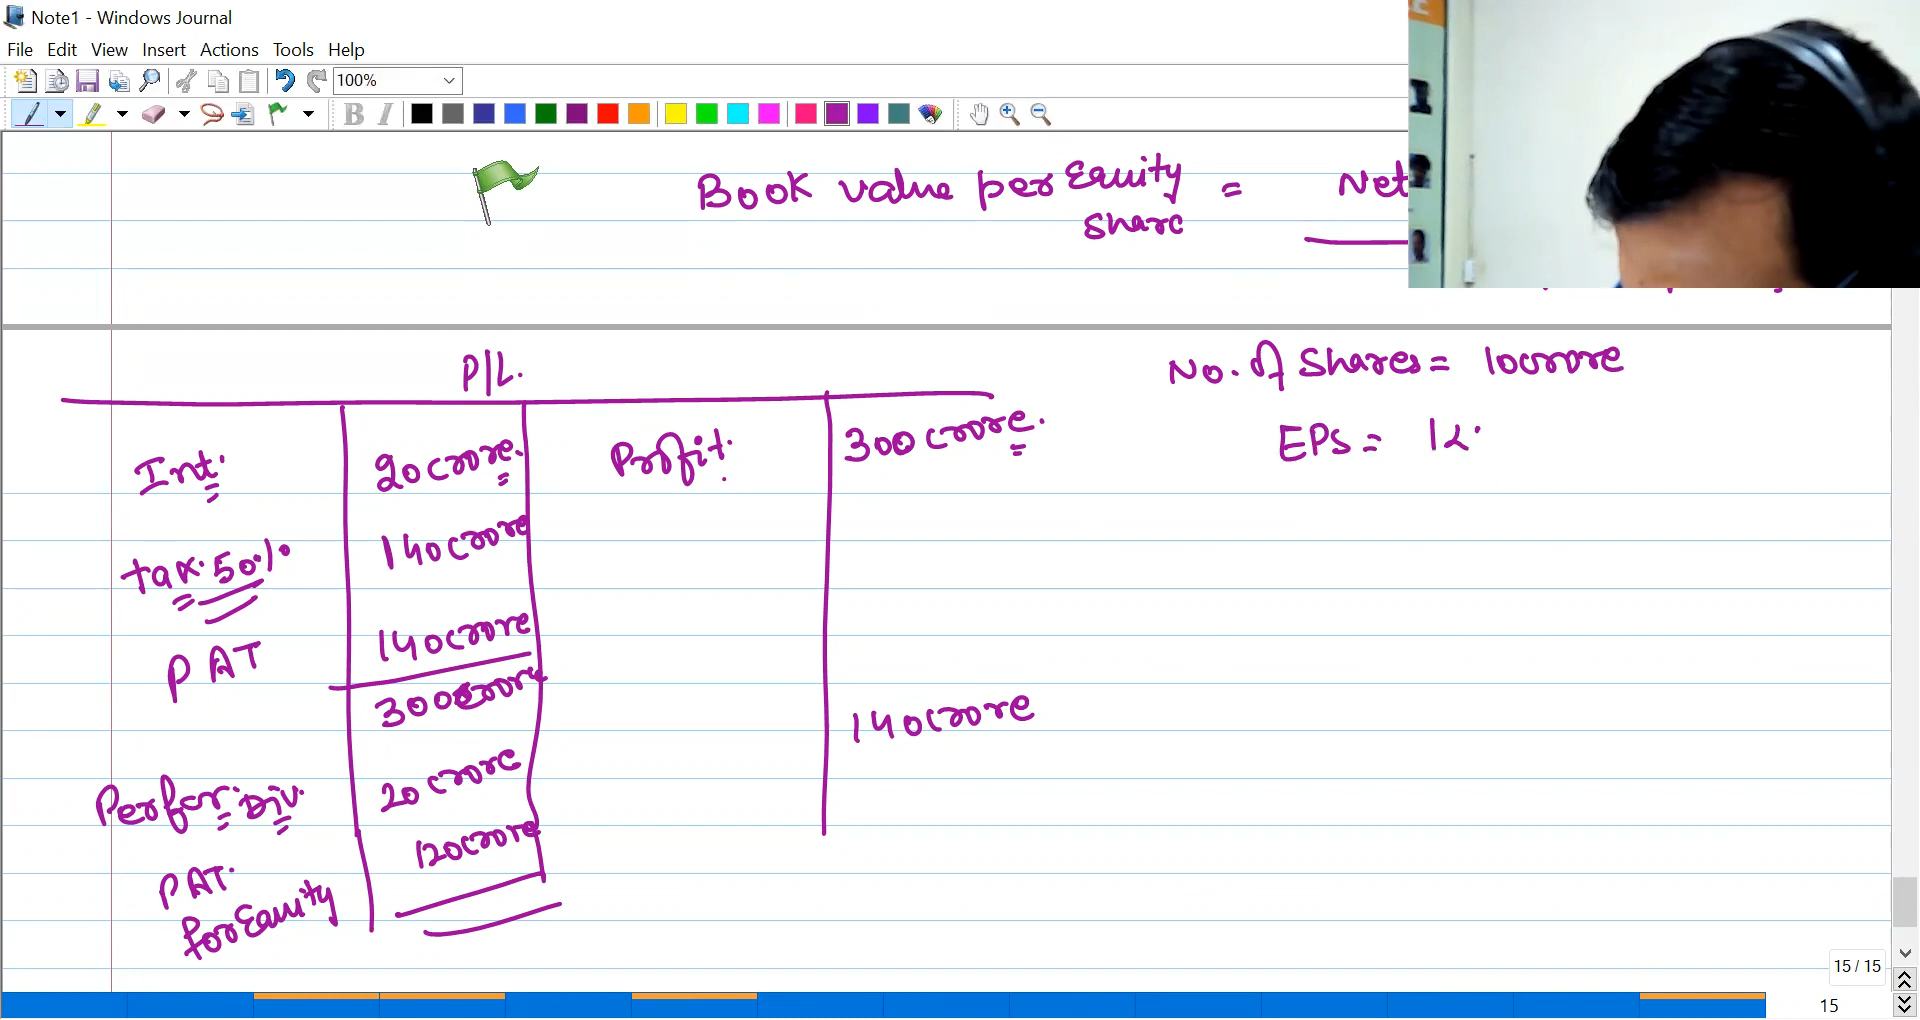 Note1 - Windows Journal
File Edit View Insert Actions Tools Help
100%
B I
Book value per Equity = Net
Share
P/L.
No. of Shares = 10crore
EPS = 12.
Int. 20crore. Profit. 300crore.
tax. 50% 140crore
PAT 140crore
300crore 140crore
Perfar. Div. 20crore
120crore
PAT.
for Equity
15 / 15
15